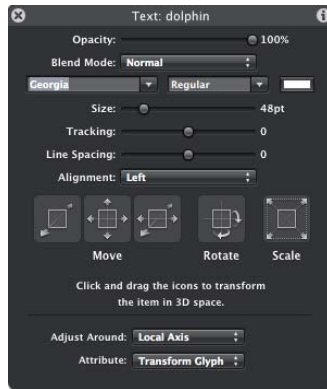 Text: dolphin
Opacity: 100%
Blend Mode: Normal
Georgia Regular
Size: 48pt
Tracking: 0
Line Spacing: 0
Alignment: Left
Move Rotate Scale
Click and drag the icons to transform
the item in 3D space.
Adjust Around: Local Axis
Attribute: Transform Glyph